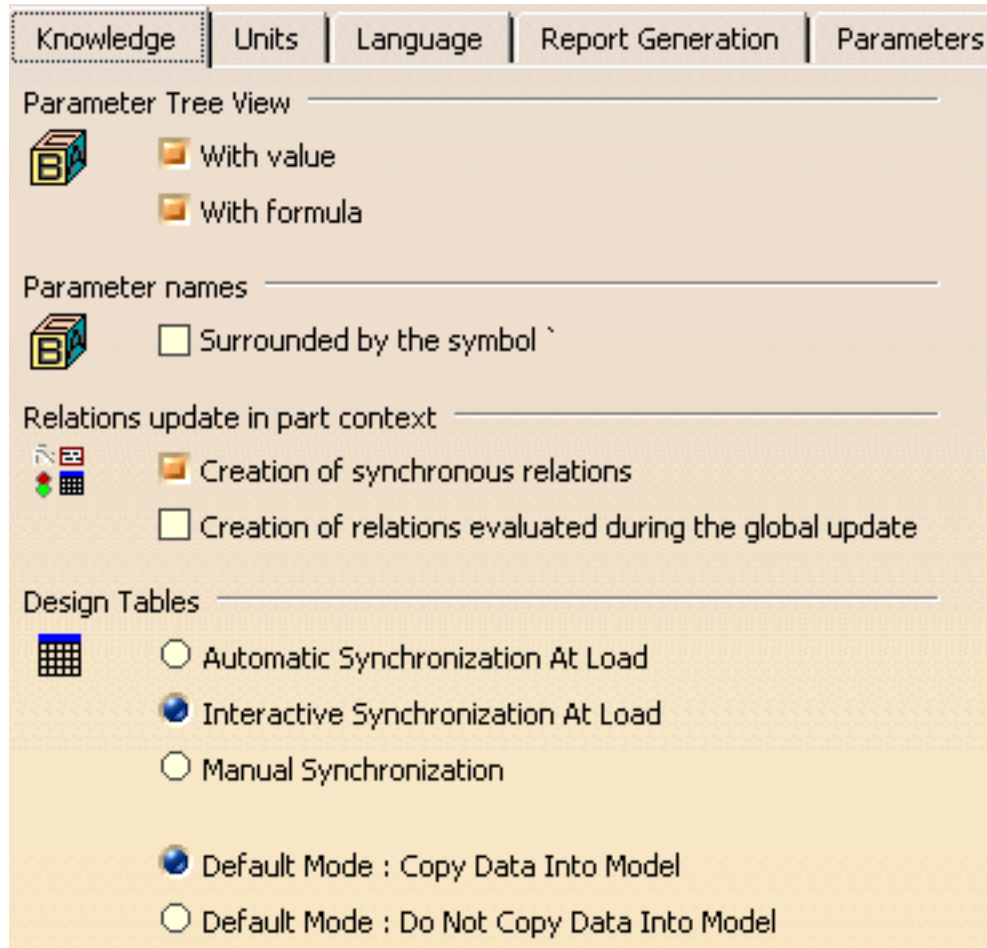 Knowledge Units Language Report Generation Parameters
Parameter Tree View
With value
With formula
Parameter names
Surrounded by the symbol `
Relations update in part context
Creation of synchronous relations
Creation of relations evaluated during the global update
Design Tables
Automatic Synchronization At Load
Interactive Synchronization At Load
Manual Synchronization
Default Mode : Copy Data Into Model
Default Mode : Do Not Copy Data Into Model